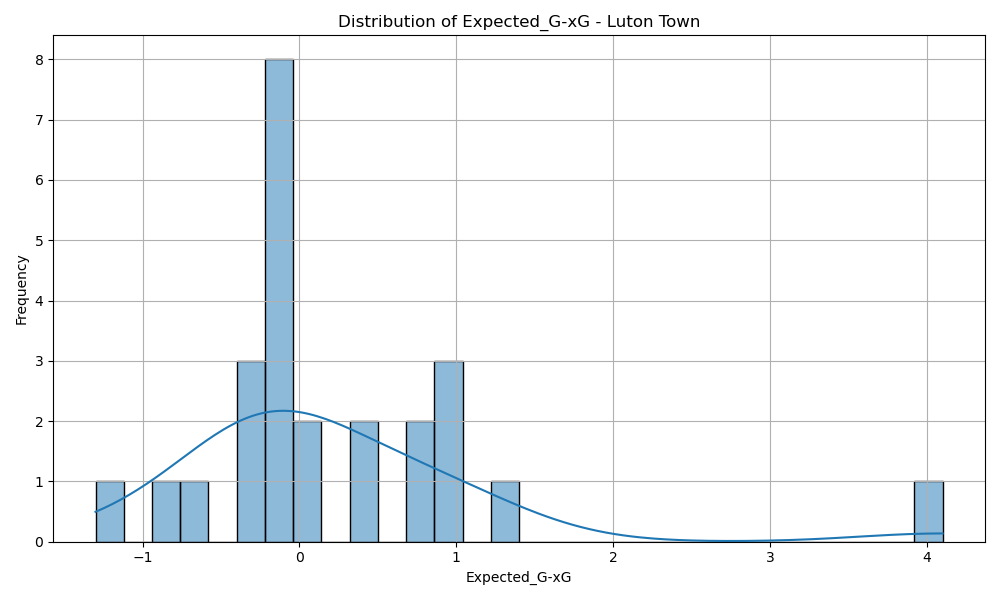 Distribution of Expected_G-xG - Luton Town
Frequency
8
7
6
5
4
3
2
1
0
−1 0 1 2 3 4
Expected_G-xG